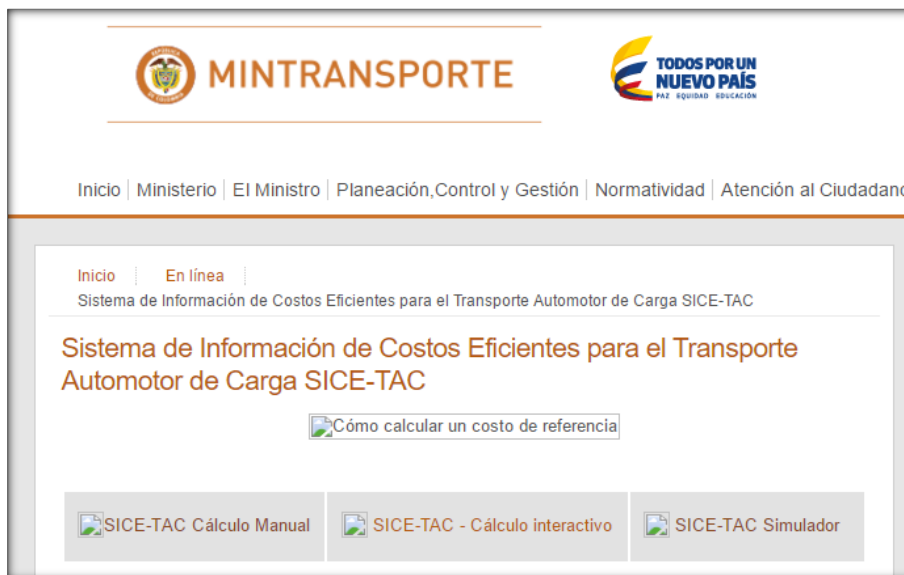 REPÚBLICA
DE COLOMBIA
MINTRANSPORTE
TODOS POR UN
NUEVO PAÍS
PAZ EQUIDAD EDUCACIÓN
Inicio | Ministerio | El Ministro | Planeación,Control y Gestión | Normatividad | Atención al Ciudadano
Inicio En línea
Sistema de Información de Costos Eficientes para el Transporte Automotor de Carga SICE-TAC
Sistema de Información de Costos Eficientes para el Transporte
Automotor de Carga SICE-TAC
Cómo calcular un costo de referencia
SICE-TAC Cálculo Manual SICE-TAC - Cálculo interactivo SICE-TAC Simulador